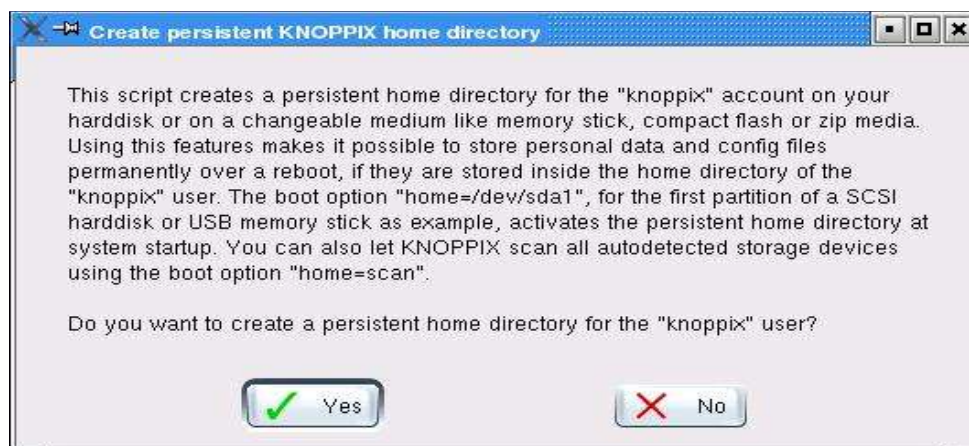 Create persistent KNOPPIX home directory
This script creates a persistent home directory for the "knoppix" account on your
harddisk or on a changeable medium like memory stick, compact flash or zip media.
Using this features makes it possible to store personal data and config files
permanently over a reboot, if they are stored inside the home directory of the
"knoppix" user. The boot option "home=/dev/sda1", for the first partition of a SCSI
harddisk or USB memory stick as example, activates the persistent home directory at
system startup. You can also let KNOPPIX scan all autodetected storage devices
using the boot option "home=scan".
Do you want to create a persistent home directory for the "knoppix" user?
Yes
No